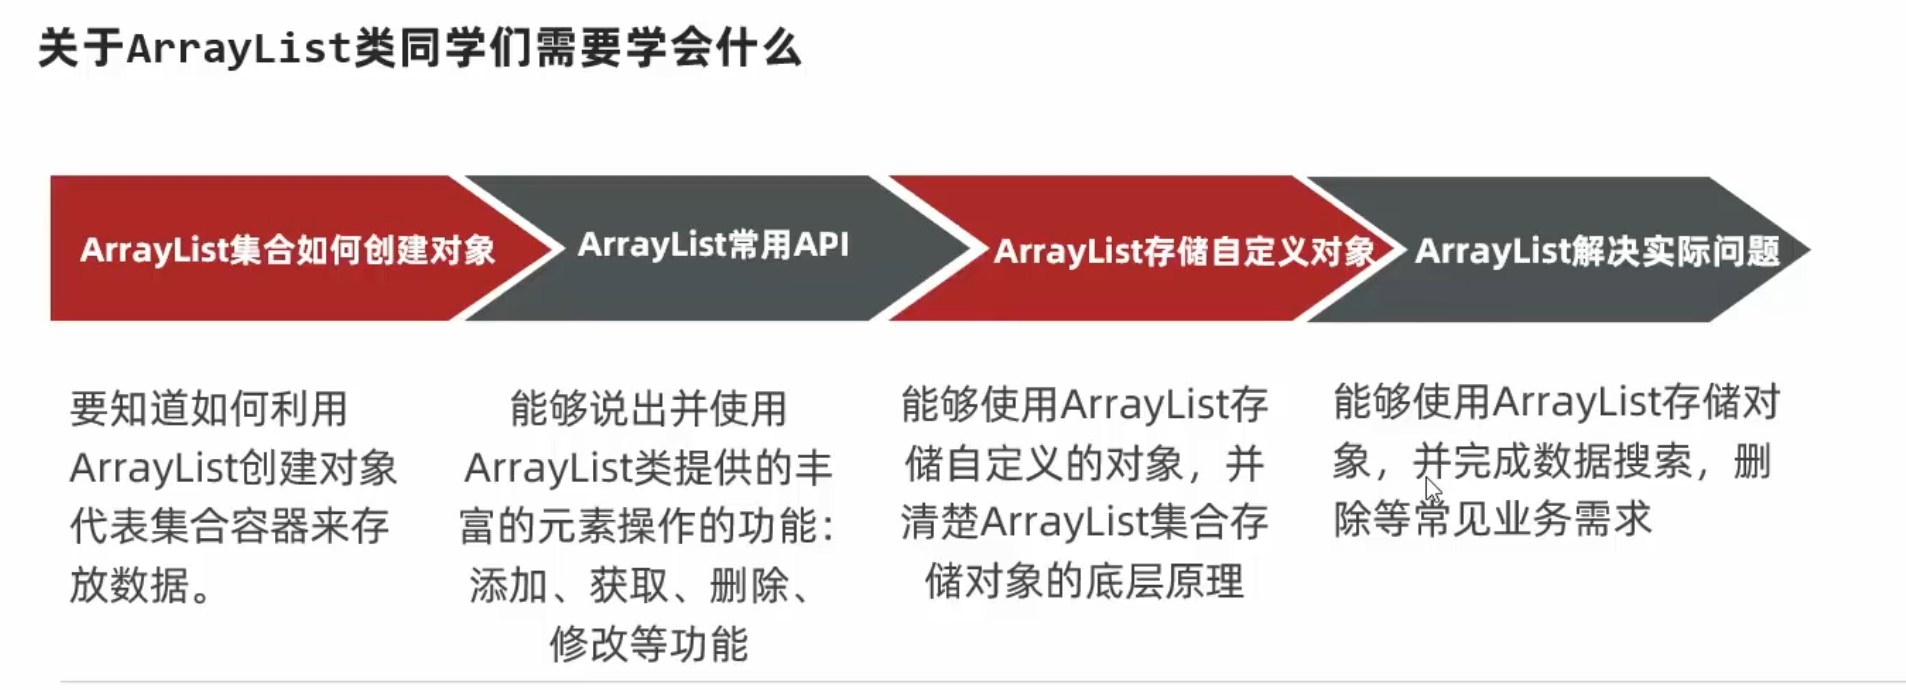 关于ArrayList类同学们需要学会什么
ArrayList集合如何创建对象
ArrayList常用API
ArrayList存储自定义对象
ArrayList解决实际问题
要知道如何利用
ArrayList创建对象
代表集合容器来存
放数据。
能够说出并使用
ArrayList类提供的丰
富的元素操作的功能：
添加、获取、删除、
修改等功能
能够使用ArrayList存
储自定义的对象，并
清楚ArrayList集合存
储对象的底层原理
能够使用ArrayList存储对
象，并完成数据搜索，删
除等常见业务需求